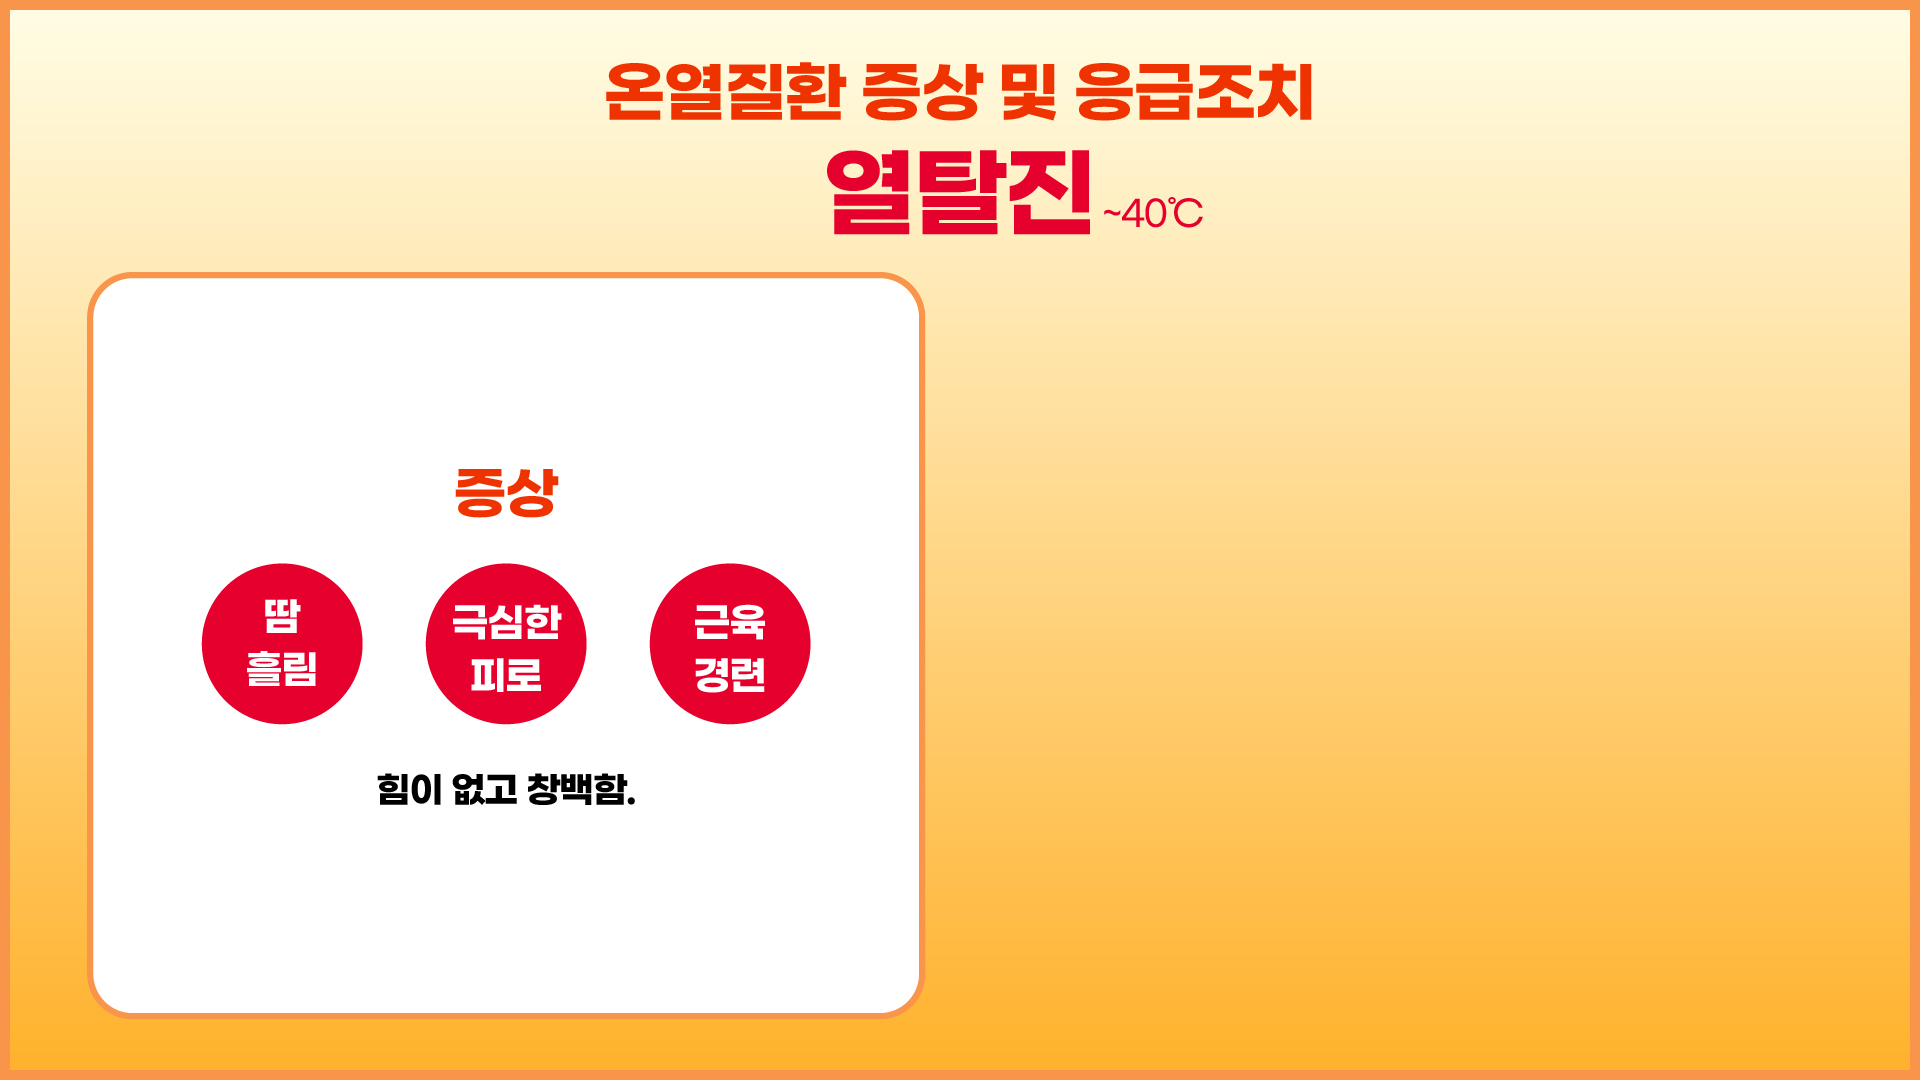 온열질환 증상 및 응급조치
열탈진 ~40℃
증상
땀
흘림
극심한
피로
근육
경련
힘이 없고 창백함.